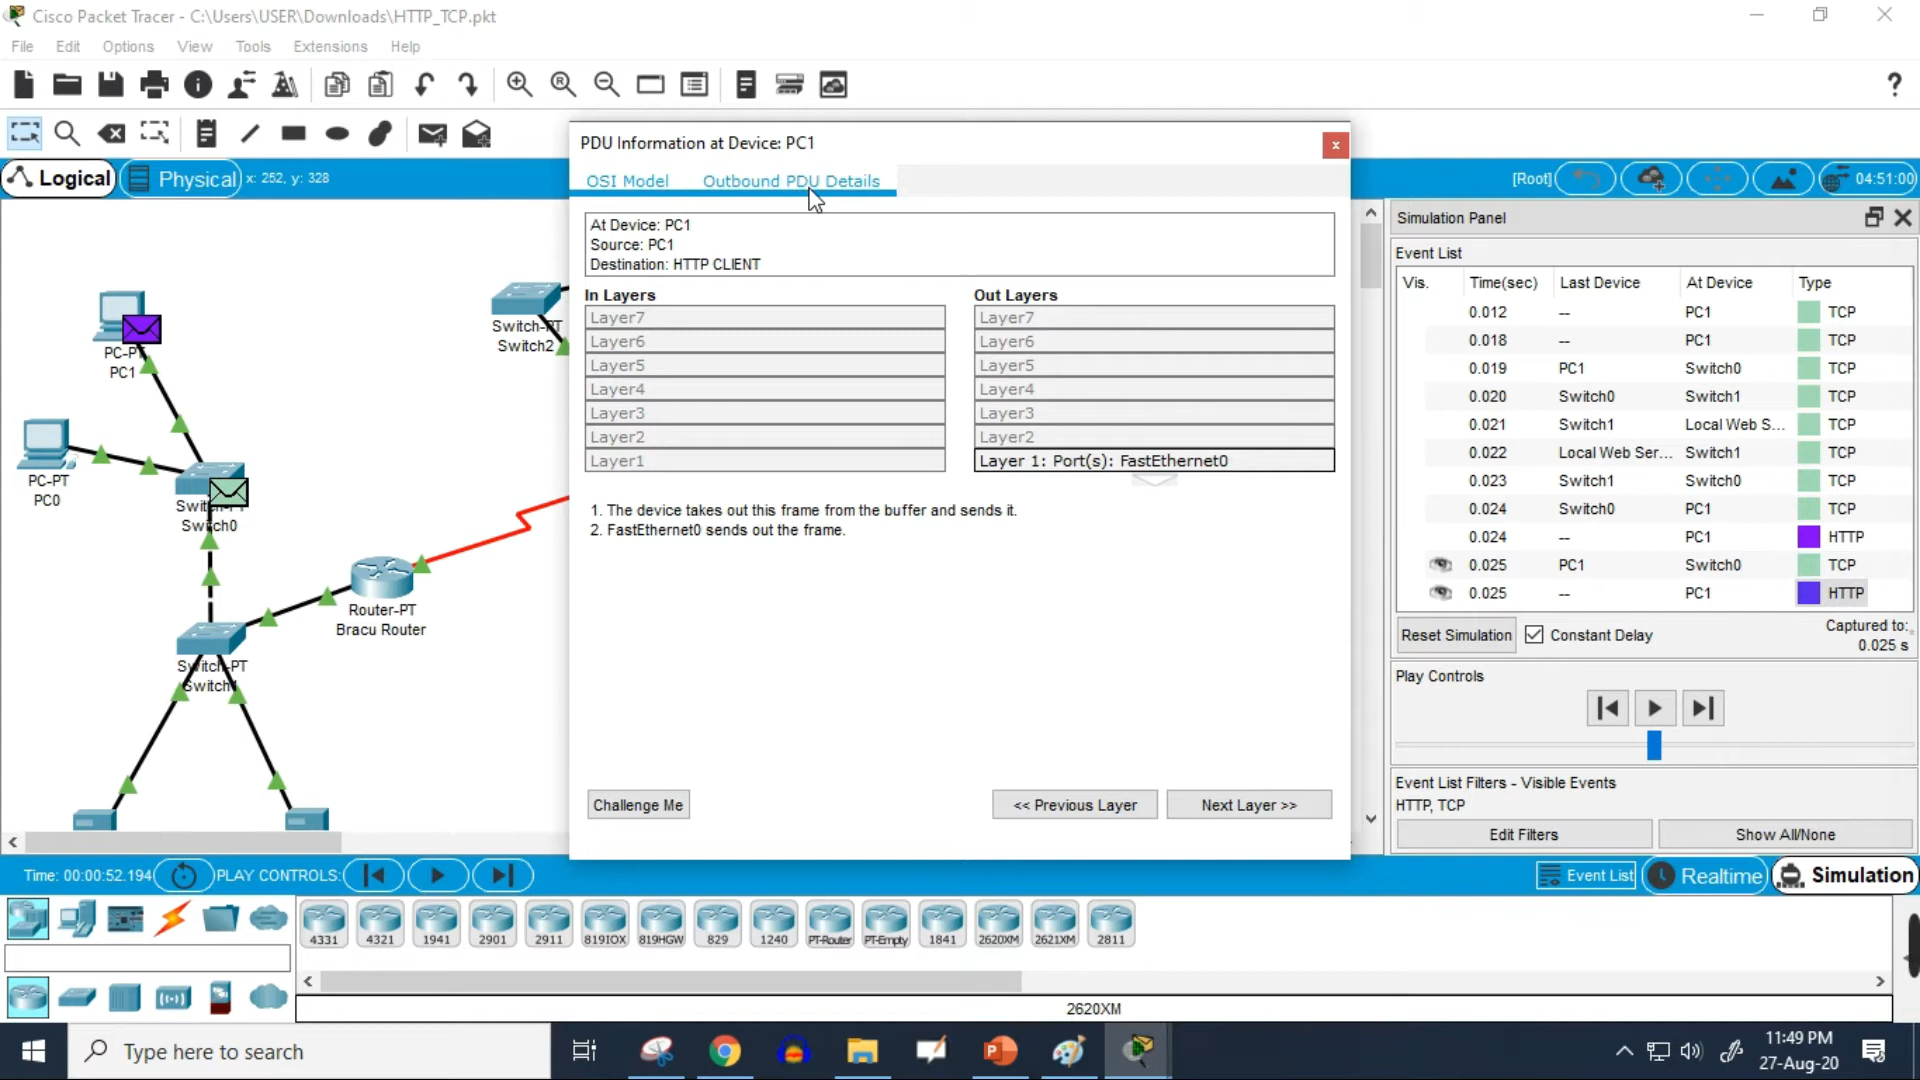 Cisco Packet Tracer - C:\Users\USER\Downloads\HTTP_TCP.pkt
File Edit Options View Tools Extensions Help
Logical Physical x: 252, y: 328
[Root] 04:51:00
PC-PT
PC1
PC-PT
PC0
Switch0
Switch-PT
Switch2
Router-PT
Bracu Router
Switch-PT
Switch1
PDU Information at Device: PC1
OSI Model Outbound PDU Details
At Device: PC1
Source: PC1
Destination: HTTP CLIENT
In Layers
Layer7
Layer6
Layer5
Layer4
Layer3
Layer2
Layer1
Out Layers
Layer7
Layer6
Layer5
Layer4
Layer3
Layer2
Layer 1: Port(s): FastEthernet0
1. The device takes out this frame from the buffer and sends it.
2. FastEthernet0 sends out the frame.
Challenge Me << Previous Layer Next Layer >>
Simulation Panel
Event List
Vis. Time(sec) Last Device At Device Type
0.012 -- PC1 TCP
0.018 -- PC1 TCP
0.019 PC1 Switch0 TCP
0.020 Switch0 Switch1 TCP
0.021 Switch1 Local Web S... TCP
0.022 Local Web Ser... Switch1 TCP
0.023 Switch1 Switch0 TCP
0.024 Switch0 PC1 TCP
0.024 -- PC1 HTTP
0.025 PC1 Switch0 TCP
0.025 -- PC1 HTTP
Reset Simulation Constant Delay Captured to:
0.025 s
Play Controls
Event List Filters - Visible Events
HTTP, TCP
Edit Filters Show All/None
Time: 00:00:52.194 PLAY CONTROLS:
Event List Realtime Simulation
4331 4321 1941 2901 2911 819IOX 819HGW 829 1240 PT-Router PT-Empty 1841 2620XM 2621XM 2811
2620XM
Type here to search
11:49 PM
27-Aug-20